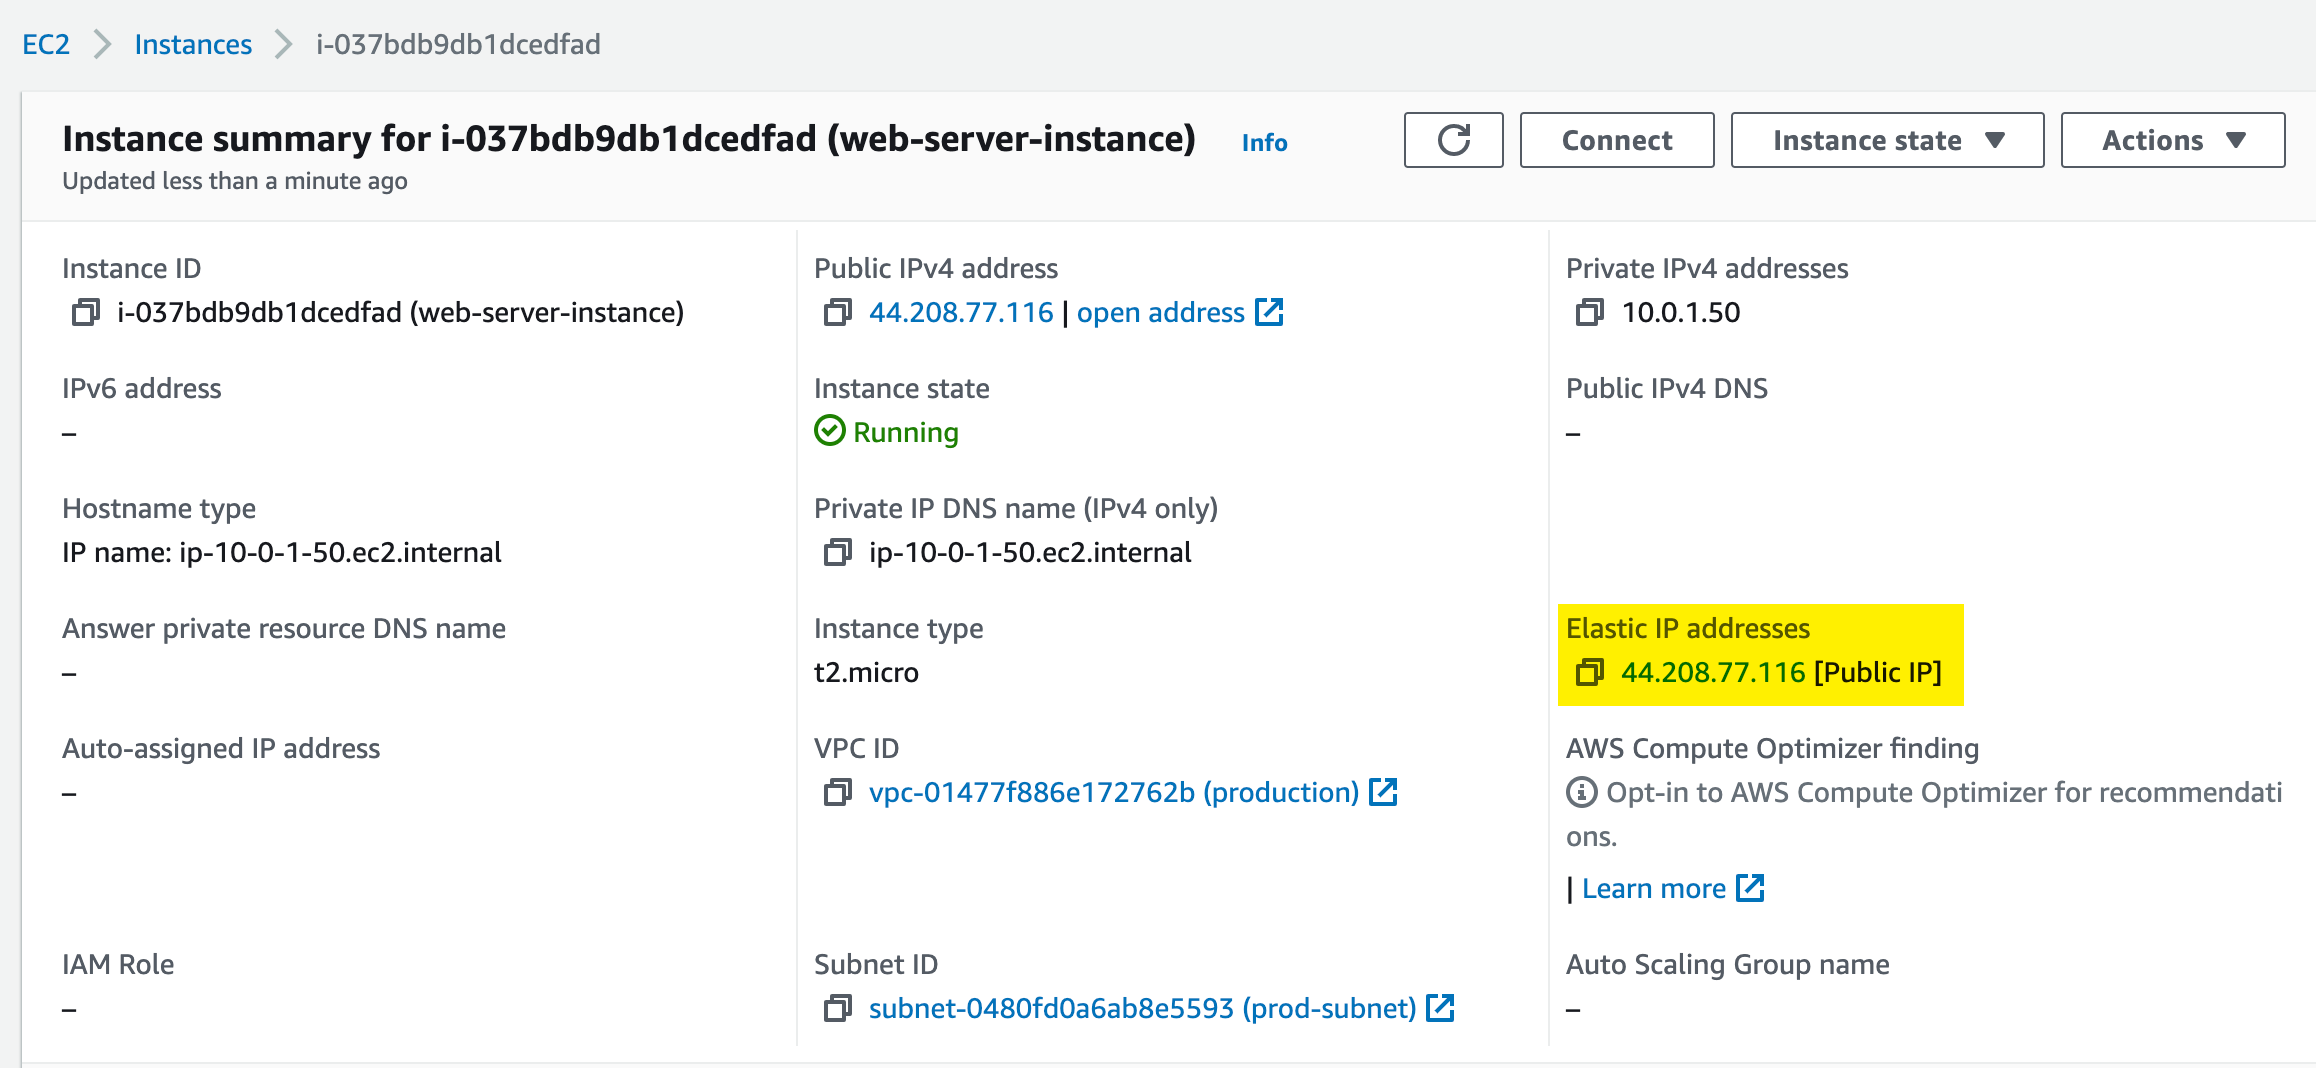 EC2 > Instances > i-037bdb9db1dcedfad
Instance summary for i-037bdb9db1dcedfad (web-server-instance) Info
Updated less than a minute ago
Connect
Instance state
Actions
Instance ID
i-037bdb9db1dcedfad (web-server-instance)
Public IPv4 address
44.208.77.116 | open address
Private IPv4 addresses
10.0.1.50
IPv6 address
–
Instance state
Running
Public IPv4 DNS
–
Hostname type
IP name: ip-10-0-1-50.ec2.internal
Private IP DNS name (IPv4 only)
ip-10-0-1-50.ec2.internal
Answer private resource DNS name
–
Instance type
t2.micro
Elastic IP addresses
44.208.77.116 [Public IP]
Auto-assigned IP address
–
VPC ID
vpc-01477f886e172762b (production)
AWS Compute Optimizer finding
Opt-in to AWS Compute Optimizer for recommendati
ons.
| Learn more
IAM Role
–
Subnet ID
subnet-0480fd0a6ab8e5593 (prod-subnet)
Auto Scaling Group name
–